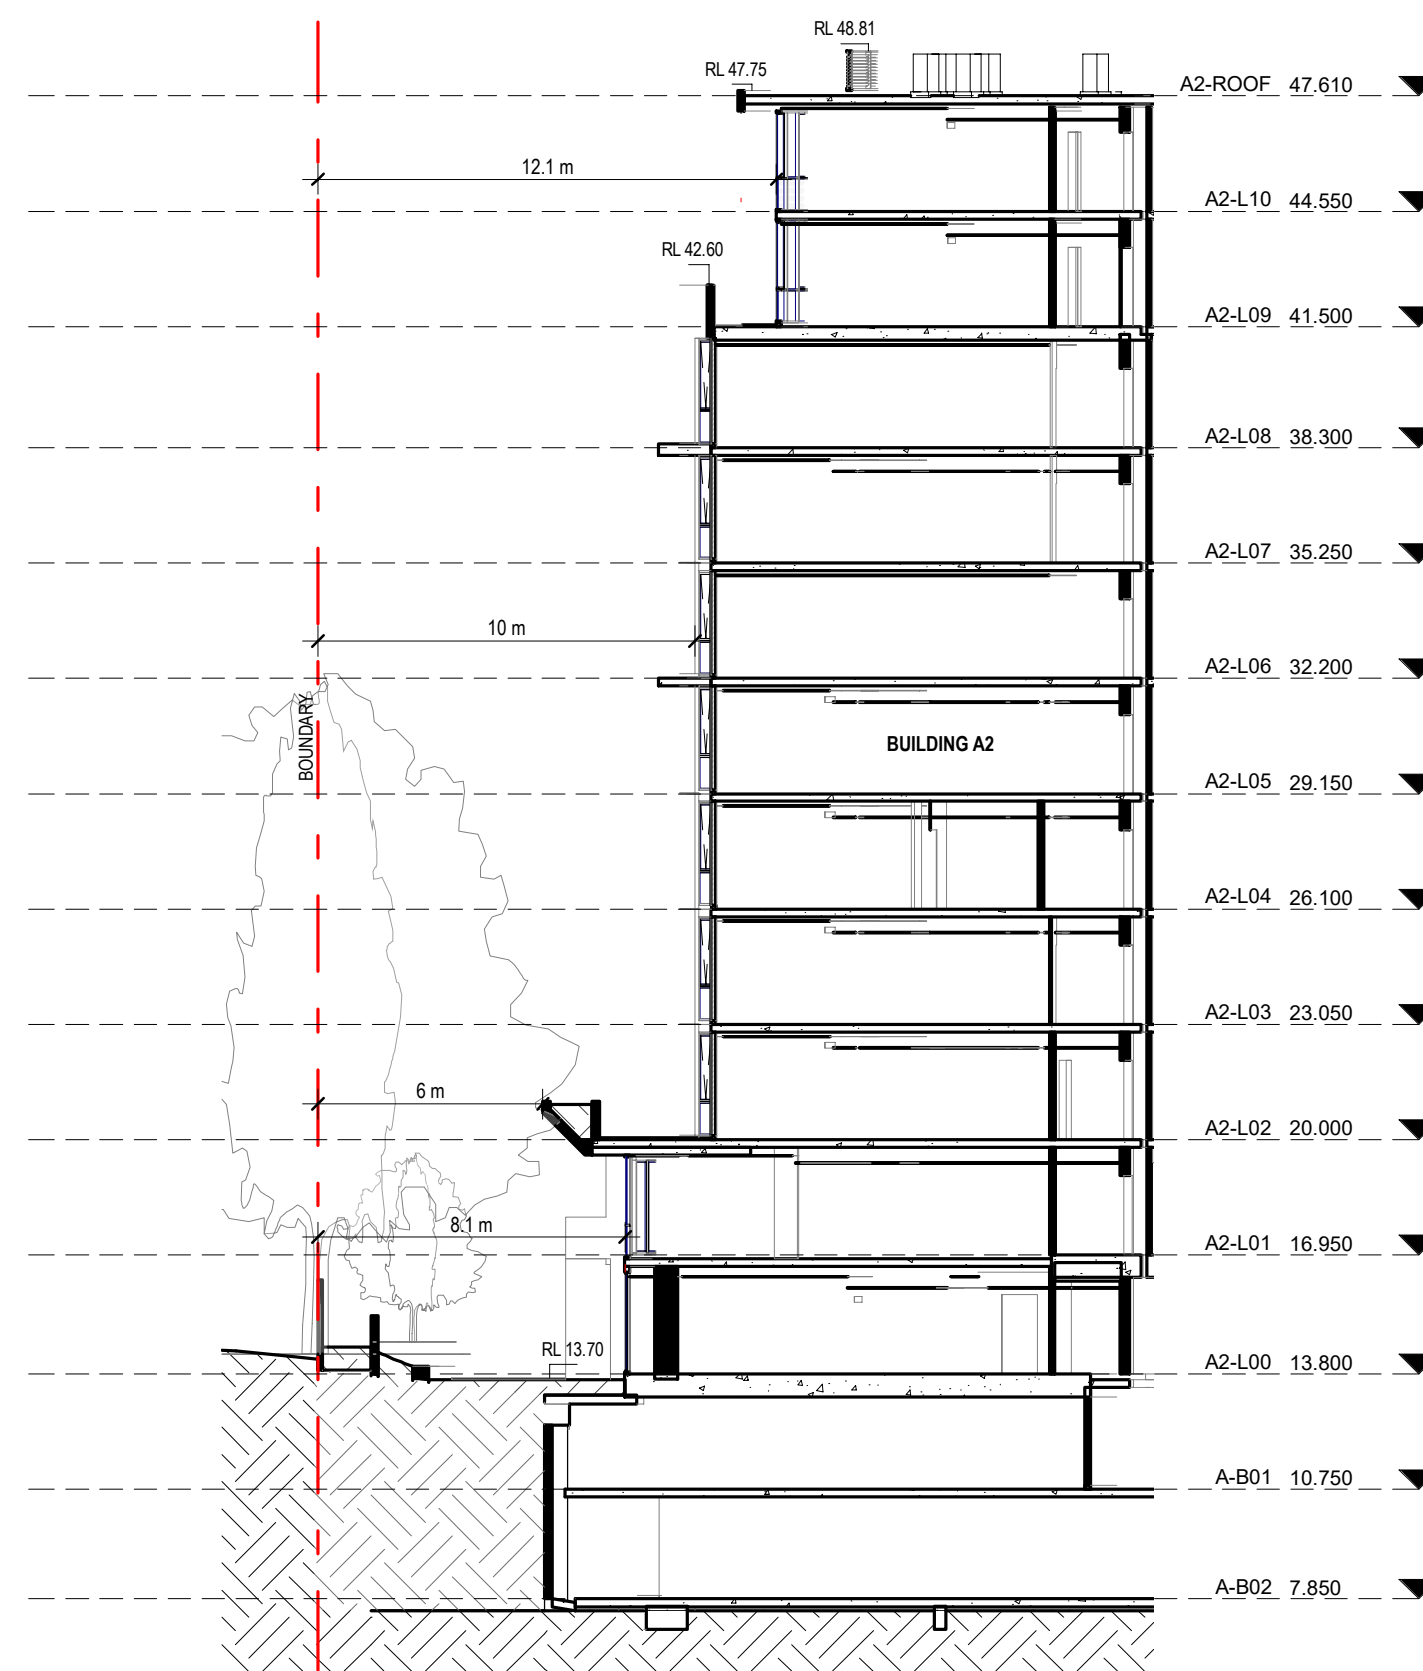 RL 48.81
RL 47.75
A2-ROOF 47.610
12.1 m
A2-L10 44.550
RL 42.60
A2-L09 41.500
A2-L08 38.300
A2-L07 35.250
10 m
A2-L06 32.200
BOUNDARY
BUILDING A2
A2-L05 29.150
A2-L04 26.100
A2-L03 23.050
6 m
A2-L02 20.000
8.1 m
A2-L01 16.950
RL 13.70
A2-L00 13.800
A-B01 10.750
A-B02 7.850